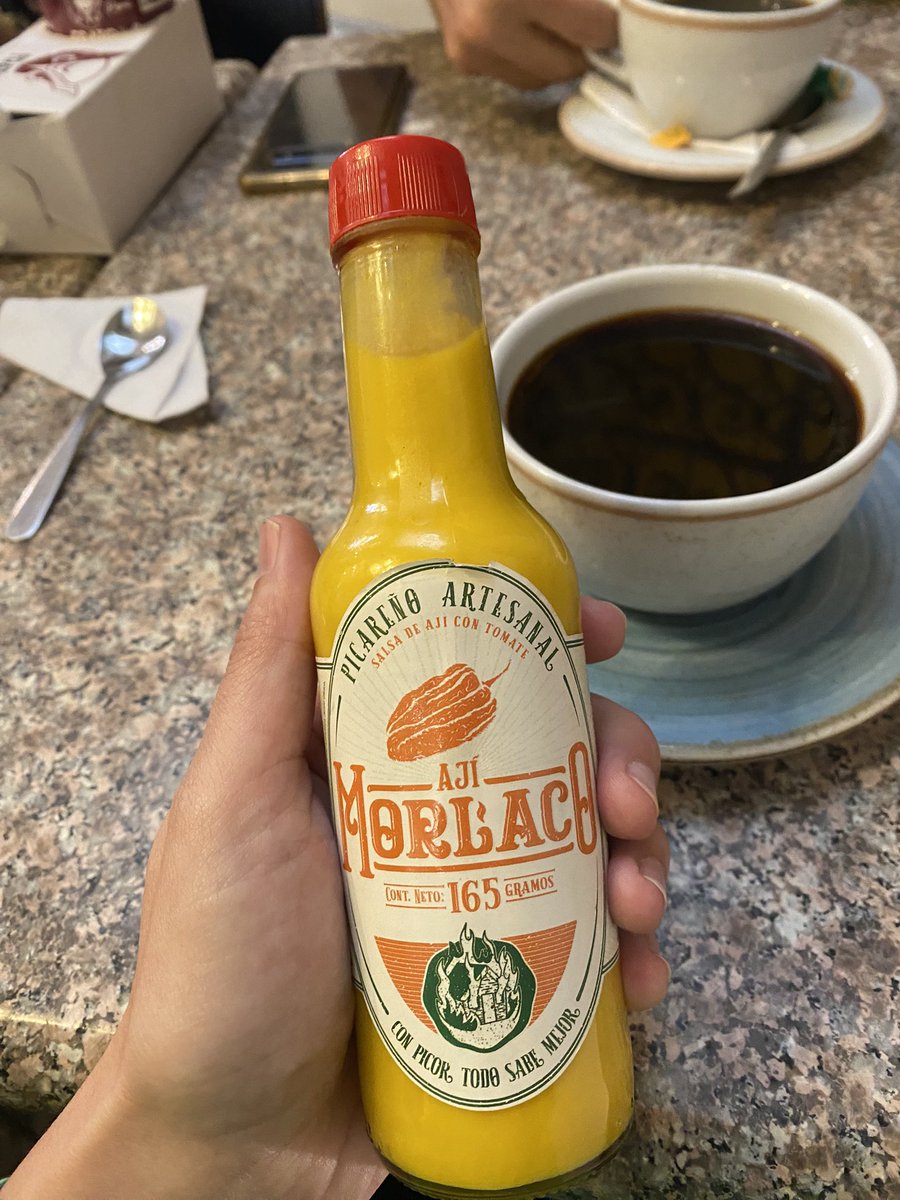 PICAREÑO ARTESANAL
SALSA DE AJI CON TOMATE
AJÍ
MORLACO
CONT. NETO: 165 GRAMOS
CON PICOR, TODO SABE MEJOR